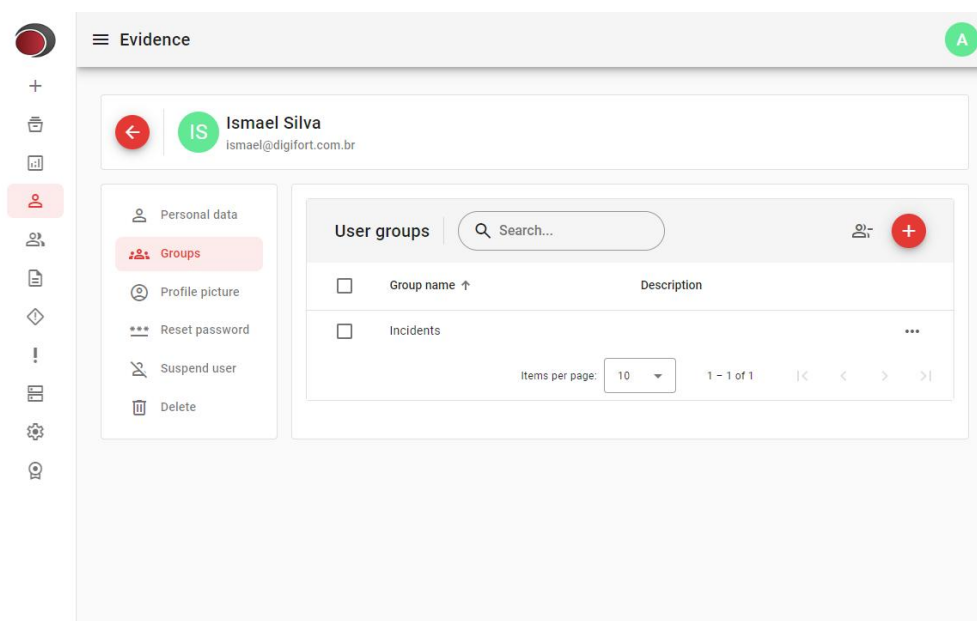 Evidence
A
IS
Ismael Silva
ismael@digifort.com.br
Personal data
Groups
Profile picture
Reset password
Suspend user
Delete
User groups
Search...
Group name
Description
Incidents
Items per page: 10 1 – 1 of 1